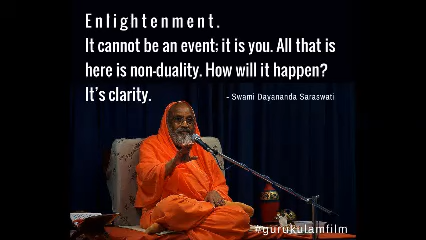 Enlightenment.
It cannot be an event; it is you. All that is
here is non-duality. How will it happen?
It's clarity.
- Swami Dayananda Saraswati
#gurukulamfilm